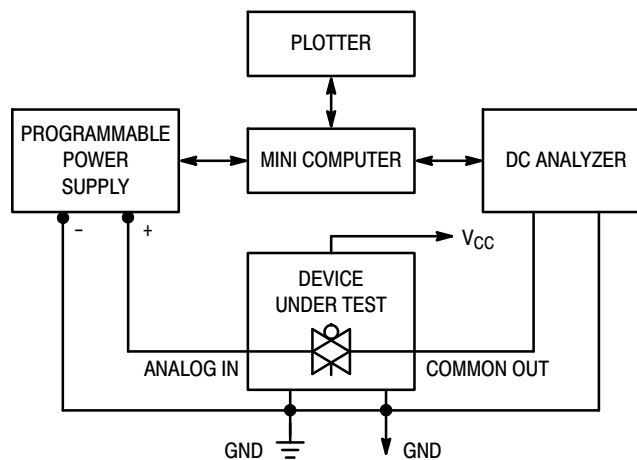 PLOTTER
PROGRAMMABLE
POWER
SUPPLY
MINI COMPUTER
DC ANALYZER
− +
VCC
DEVICE
UNDER TEST
ANALOG IN
COMMON OUT
GND
GND